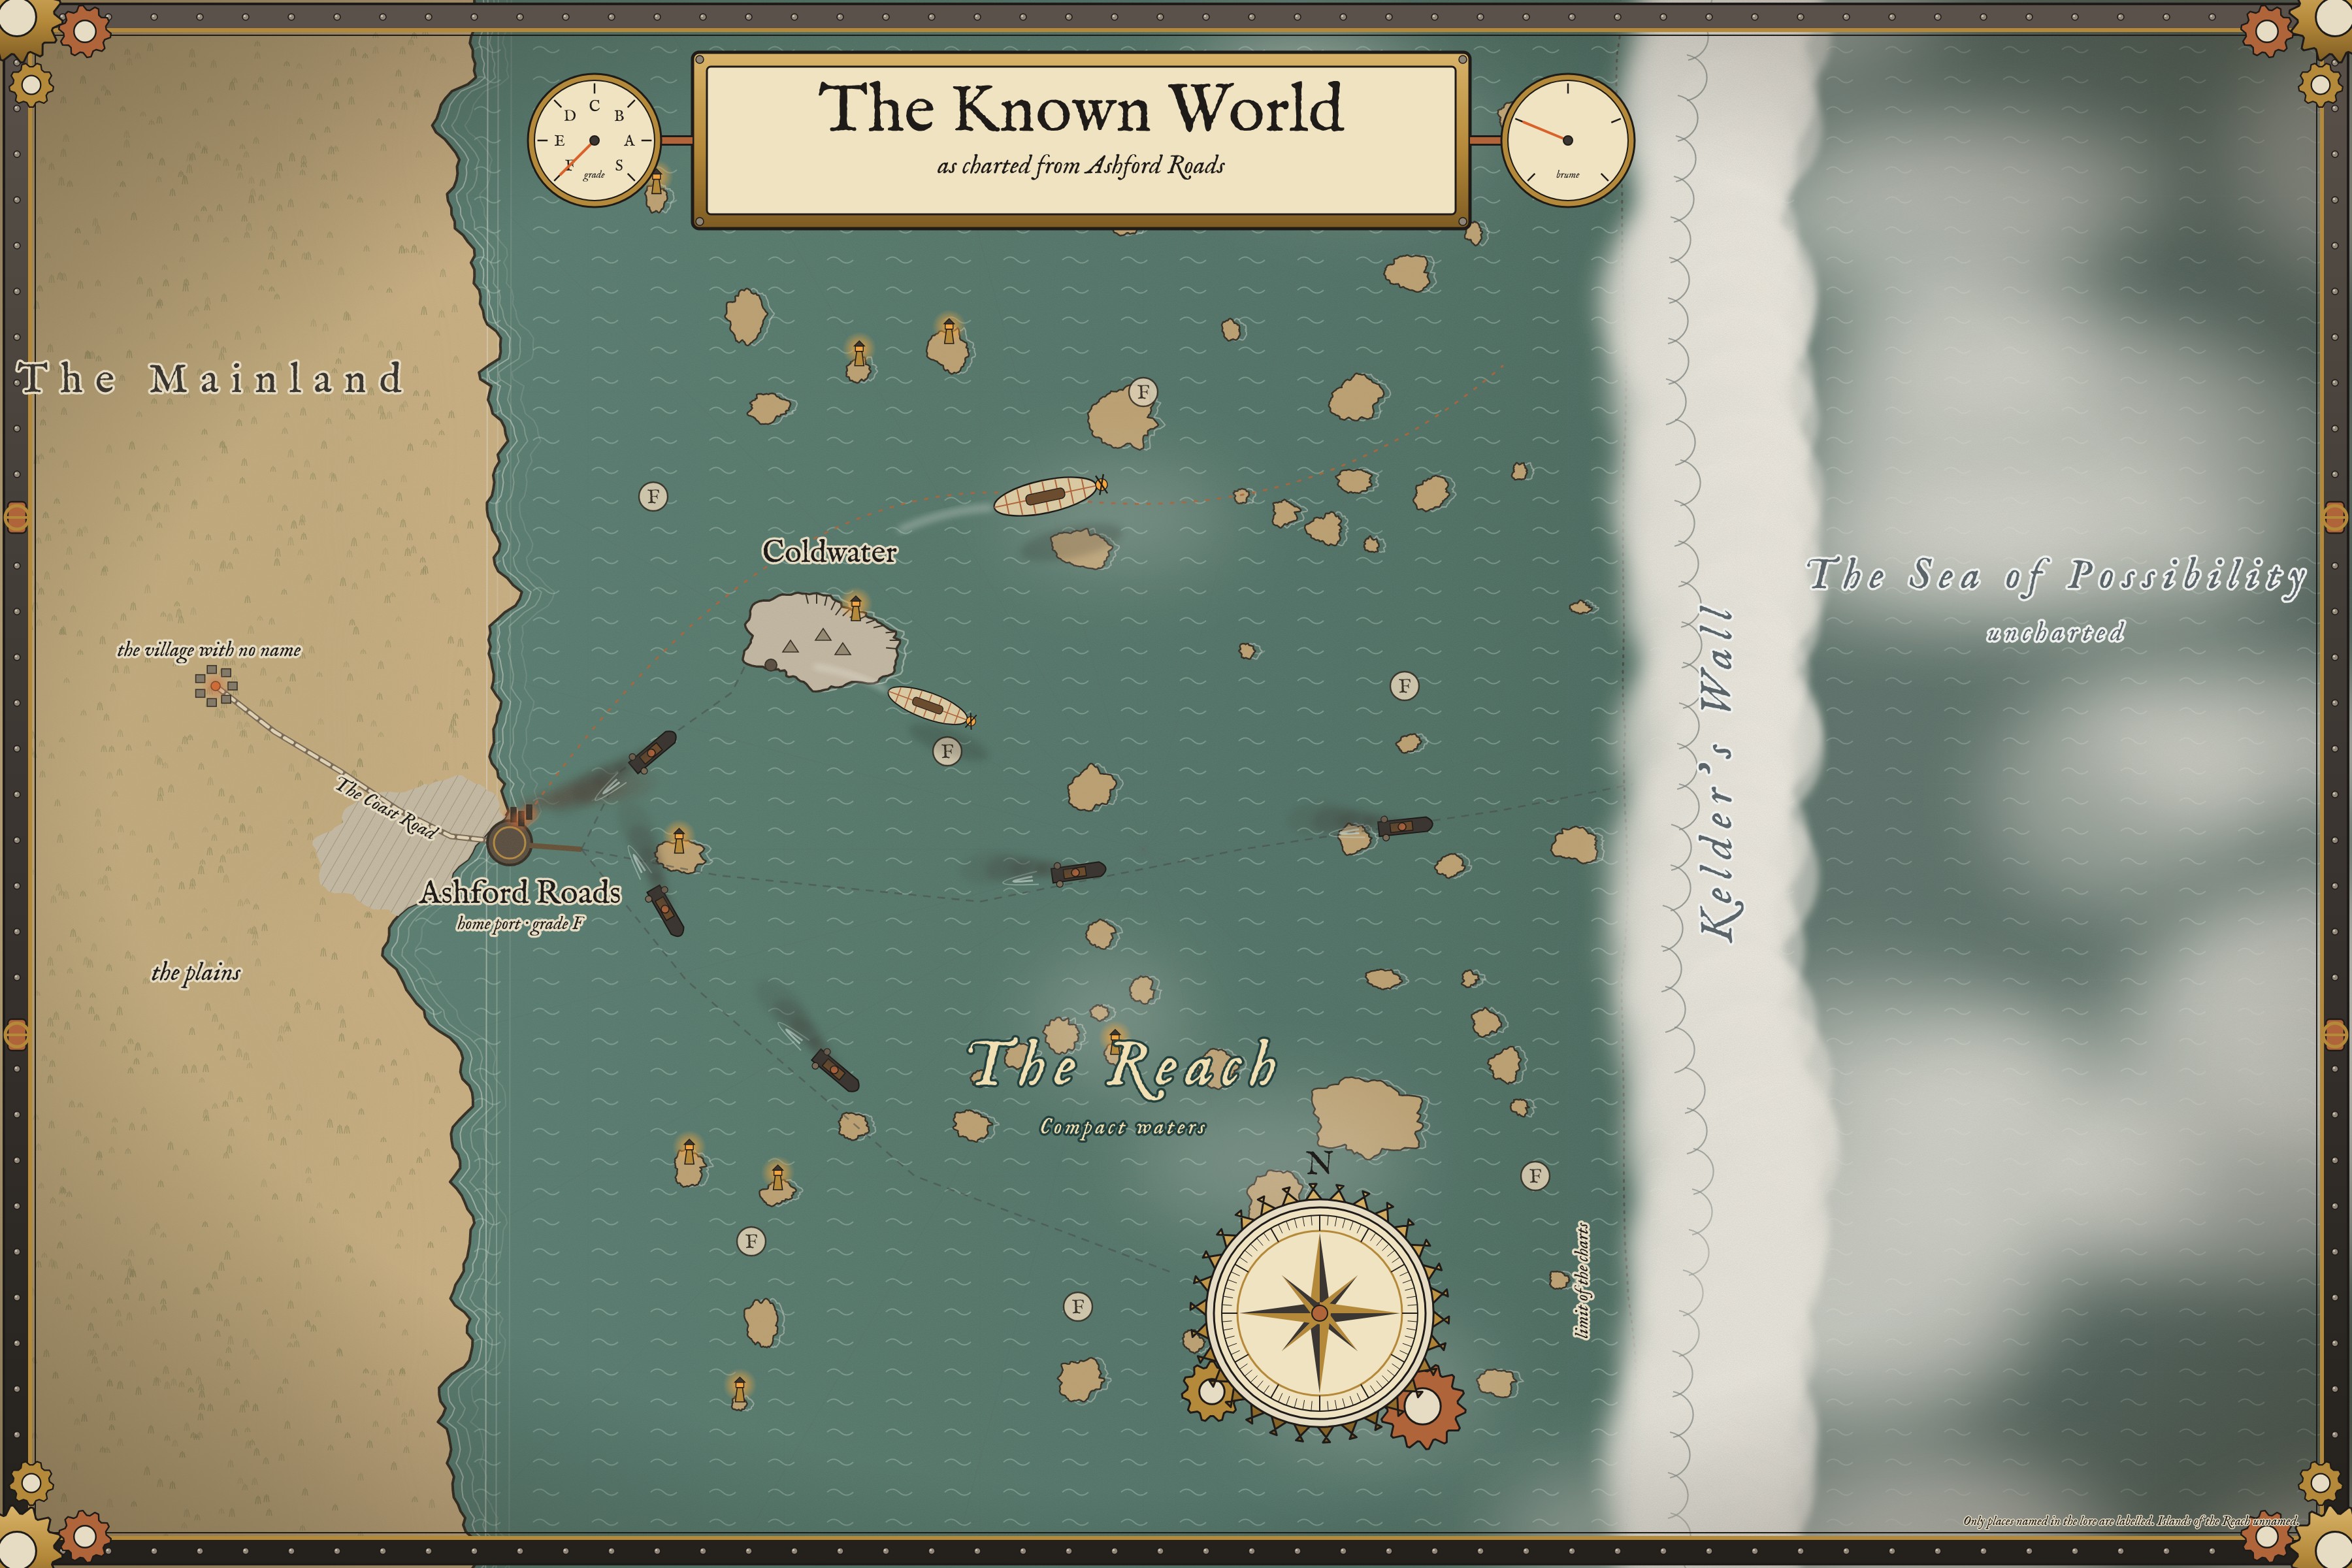 The Known World
as charted from Ashford Roads
C
D
B
E
A
F
S
grade
brume
The Mainland
F
F
Coldwater
The Sea of Possibility
uncharted
the village with no name
Kelder's Wall
F
F
The Coast Road
Ashford Roads
home port · grade F
the plains
The Reach
Compact waters
N
F
F
F
limit of the charts
Only places named in the lore are labelled. Islands of the Reach unnamed.